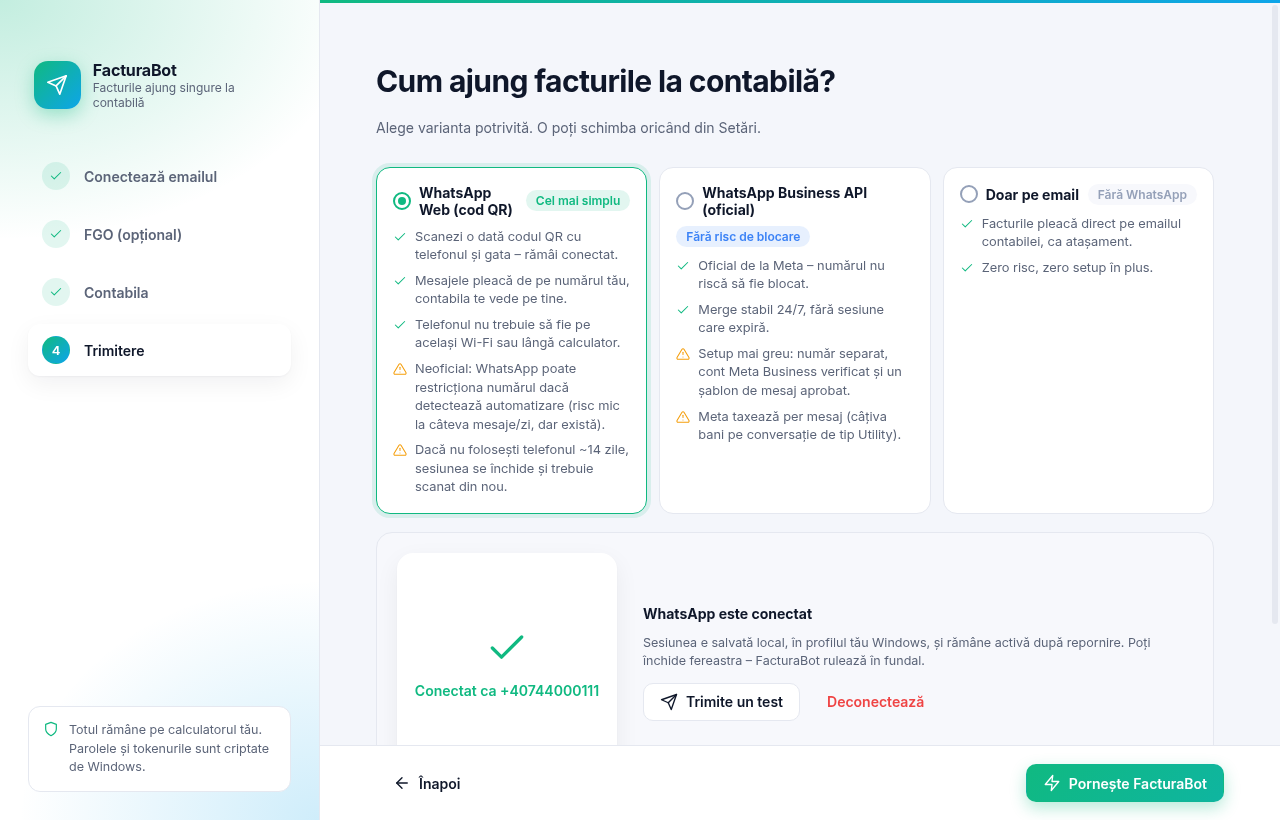 FacturaBot
Facturile ajung singure la
contabilă
Conectează emailul
FGO (opțional)
Contabila
4
Trimitere
Totul rămâne pe calculatorul tău.
Parolele și tokenurile sunt criptate
de Windows.
Cum ajung facturile la contabilă?
Alege varianta potrivită. O poți schimba oricând din Setări.
WhatsApp
Web (cod QR)
Cel mai simplu
Scanezi o dată codul QR cu
telefonul și gata – rămâi conectat.
Mesajele pleacă de pe numărul tău,
contabila te vede pe tine.
Telefonul nu trebuie să fie pe
același Wi-Fi sau lângă calculator.
Neoficial: WhatsApp poate
restricționa numărul dacă
detectează automatizare (risc mic
la câteva mesaje/zi, dar există).
Dacă nu folosești telefonul ~14 zile,
sesiunea se închide și trebuie
scanat din nou.
WhatsApp Business API
(oficial)
Fără risc de blocare
Oficial de la Meta – numărul nu
riscă să fie blocat.
Merge stabil 24/7, fără sesiune
care expiră.
Setup mai greu: număr separat,
cont Meta Business verificat și un
șablon de mesaj aprobat.
Meta taxează per mesaj (câțiva
bani pe conversație de tip Utility).
Doar pe email
Fără WhatsApp
Facturile pleacă direct pe emailul
contabilei, ca atașament.
Zero risc, zero setup în plus.
Conectat ca +40744000111
WhatsApp este conectat
Sesiunea e salvată local, în profilul tău Windows, și rămâne activă după repornire. Poți
închide fereastra – FacturaBot rulează în fundal.
Trimite un test
Deconectează
Înapoi
Pornește FacturaBot